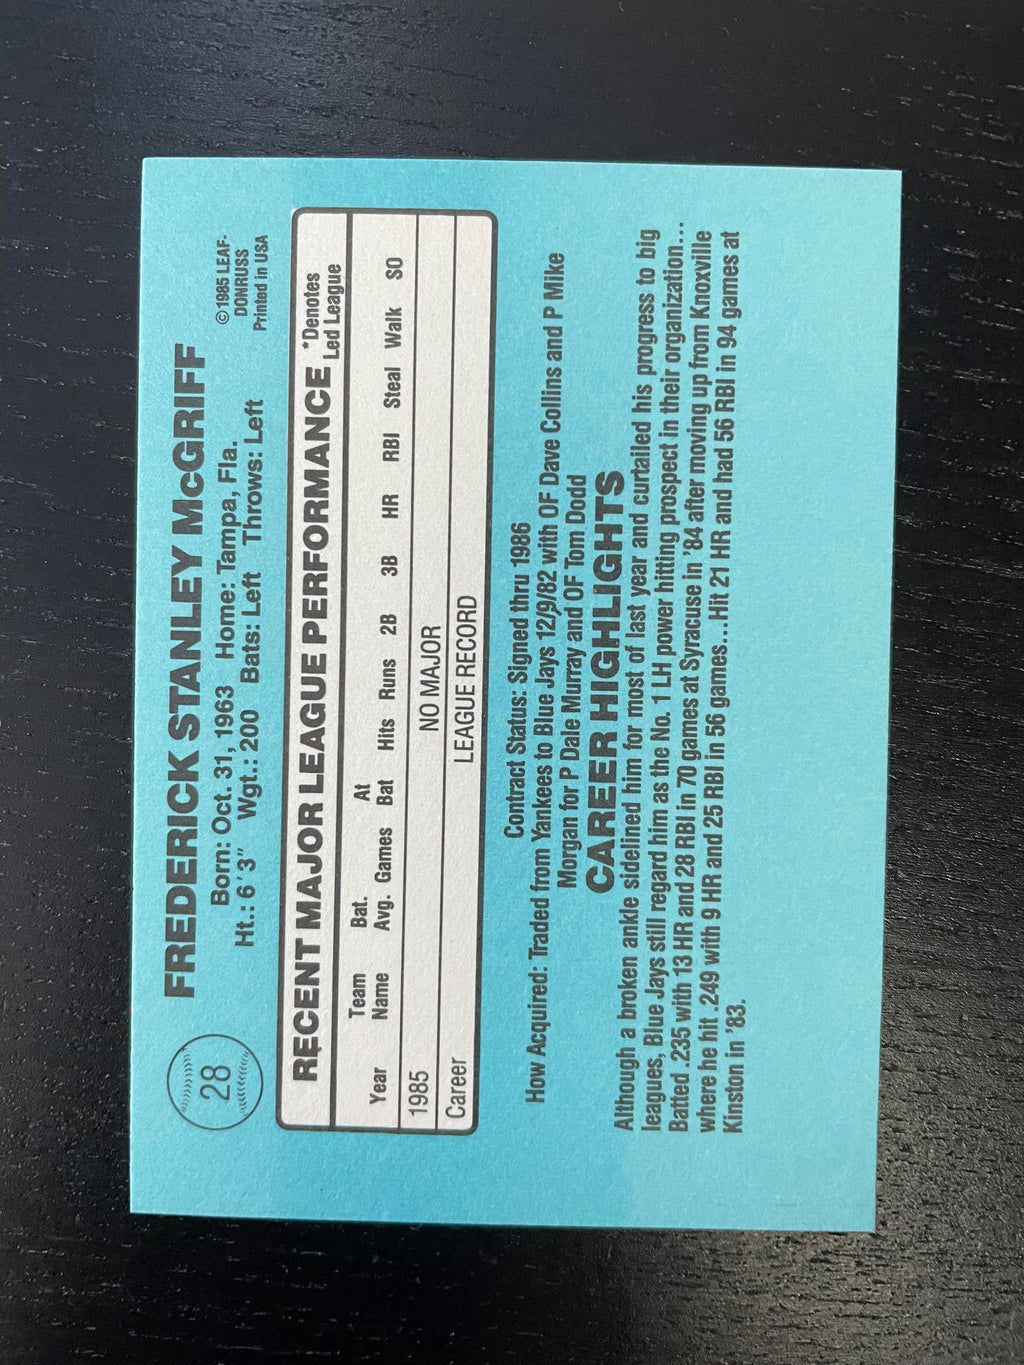 28
FREDERICK STANLEY McGRIFF
Born: Oct. 31, 1963 Home: Tampa, Fla.
Ht.: 6'3" Wgt.: 200 Bats: Left Throws: Left
©1985 LEAF-
DONRUSS
Printed in USA
RECENT MAJOR LEAGUE PERFORMANCE
*Denotes
Led League
Year Team Name Bat. Avg. Games At Bat Hits Runs 2B 3B HR RBI Steal Walk SO
1985 NO MAJOR
Career LEAGUE RECORD
Contract Status: Signed thru 1986
How Acquired: Traded from Yankees to Blue Jays 12/9/82 with OF Dave Collins and P Mike
Morgan for P Dale Murray and OF Tom Dodd
CAREER HIGHLIGHTS
Although a broken ankle sidelined him for most of last year and curtailed his progress to big
leagues, Blue Jays still regard him as the No. 1 LH power hitting prospect in their organization...
Batted .235 with 13 HR and 28 RBI in 70 games at Syracuse in '84 after moving up from Knoxville
where he hit .249 with 9 HR and 25 RBI in 56 games...Hit 21 HR and had 56 RBI in 94 games at
Kinston in '83.